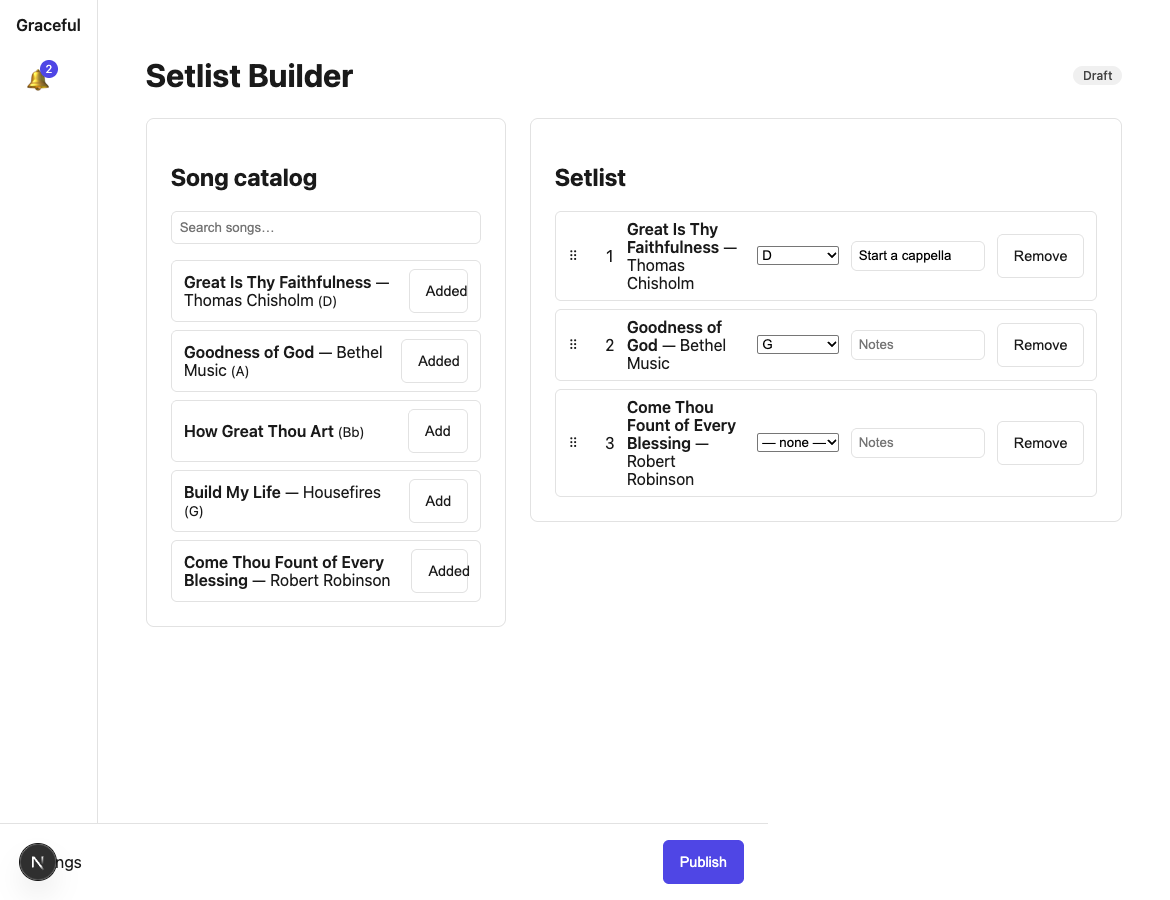 Graceful
2
Setlist Builder
Draft
Song catalog
Search songs…
Great Is Thy Faithfulness —
Thomas Chisholm (D)
Added
Goodness of God — Bethel
Music (A)
Added
How Great Thou Art (Bb)
Add
Build My Life — Housefires
(G)
Add
Come Thou Fount of Every
Blessing — Robert Robinson
Added
Setlist
1
Great Is Thy
Faithfulness —
Thomas
Chisholm
D
Start a cappella
Remove
2
Goodness of
God — Bethel
Music
G
Notes
Remove
3
Come Thou
Fount of Every
Blessing —
Robert
Robinson
— none —
Notes
Remove
N
ngs
Publish